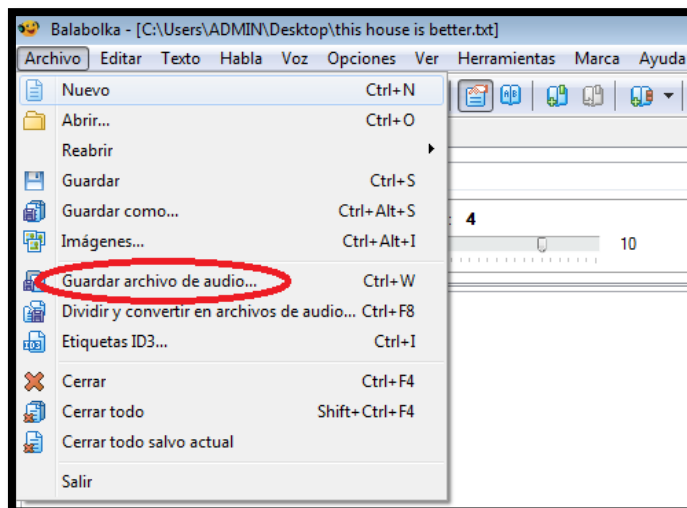 Balabolka - [C:\Users\ADMIN\Desktop\this house is better.txt]
Archivo Editar Texto Habla Voz Opciones Ver Herramientas Marca Ayuda
Nuevo Ctrl+N
Abrir... Ctrl+O
Reabrir
Guardar Ctrl+S
Guardar como... Ctrl+Alt+S
: 4
Imágenes... Ctrl+Alt+I
10
Guardar archivo de audio... Ctrl+W
Dividir y convertir en archivos de audio... Ctrl+F8
Etiquetas ID3... Ctrl+I
Cerrar Ctrl+F4
Cerrar todo Shift+Ctrl+F4
Cerrar todo salvo actual
Salir